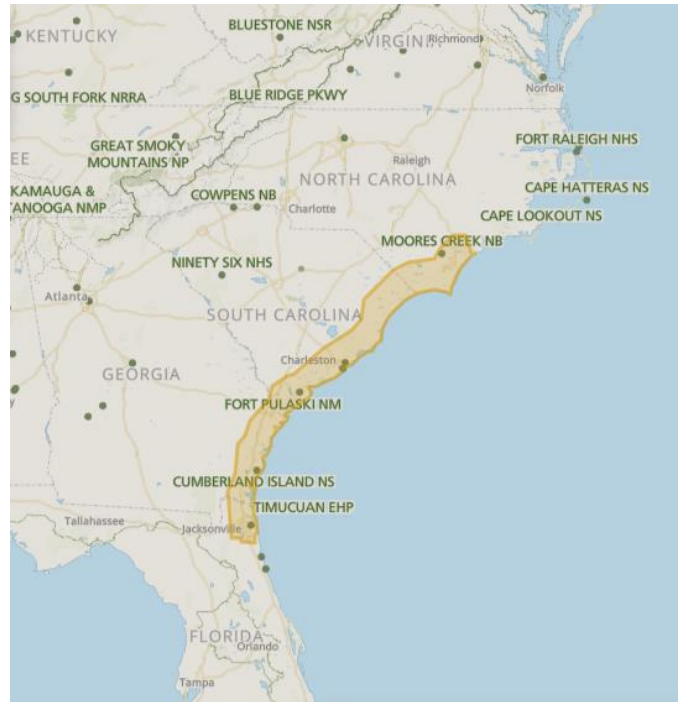 BLUESTONE NSR
KENTUCKY
VIRGINIA
Richmond
G SOUTH FORK NRRA
BLUE RIDGE PKWY
Norfolk
GREAT SMOKY
MOUNTAINS NP
FORT RALEIGH NHS
EE
Raleigh
NORTH CAROLINA
KAMAUGA &
TANOOGA NMP
COWPENS NB
CAPE HATTERAS NS
Charlotte
CAPE LOOKOUT NS
MOORES CREEK NB
NINETY SIX NHS
Atlanta
SOUTH CAROLINA
Charleston
GEORGIA
FORT PULASKI NM
CUMBERLAND ISLAND NS
TIMUCUAN EHP
Tallahassee
Jacksonville
FLORIDA
Orlando
Tampa